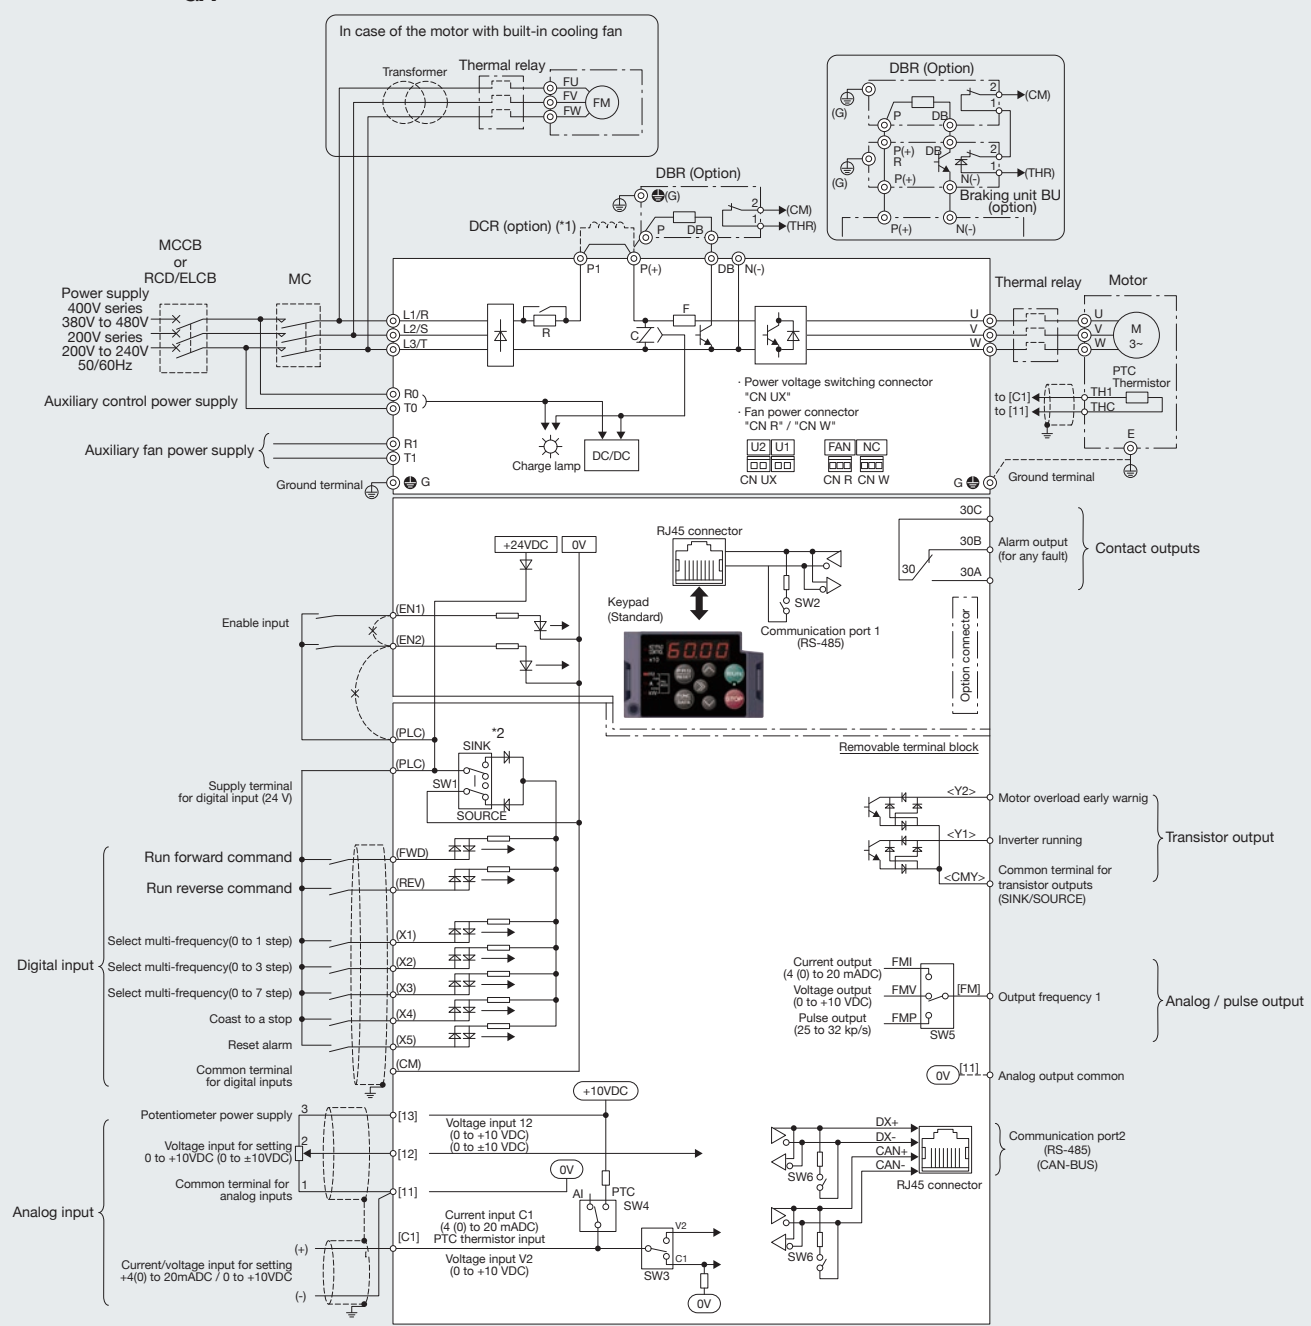 In case of the motor with built-in cooling fan
Transformer
Thermal relay
FU
FV
FW
FM
DBR (Option)
2
(CM)
1
(G)
P
DB
P(+)
R
DB
2
1
(THR)
(G)
P(+)
N(-)
Braking unit BU
(option)
P(+)
N(-)
DBR (Option)
(G)
2
(CM)
1
(THR)
P
DB
DCR (option) (*1)
P1
P(+)
DB
N(-)
MCCB
or
RCD/ELCB
MC
Power supply
400V series
380V to 480V
200V series
200V to 240V
50/60Hz
L1/R
L2/S
L3/T
R
C
F
U
V
W
Thermal relay
Motor
U
V
W
M
3~
PTC
Thermistor
to [C1]
TH1
to [11]
THC
E
Auxiliary control power supply
R0
T0
Auxiliary fan power supply
R1
T1
Ground terminal
G
Charge lamp
DC/DC
· Power voltage switching connector
"CN UX"
· Fan power connector
"CN R" / "CN W"
U2 U1
FAN NC
CN UX
CN R CN W
G
Ground terminal
+24VDC
0V
RJ45 connector
SW2
Keypad
(Standard)
Communication port 1
(RS-485)
60.00
RUN
STOP
30C
30B
30
30A
Alarm output
(for any fault)
Contact outputs
Option connector
Enable input
(EN1)
(EN2)
(PLC)
(PLC)
*2
SINK
SW1
SOURCE
Removable terminal block
Supply terminal
for digital input (24 V)
Digital input
Run forward command
(FWD)
Run reverse command
(REV)
Select multi-frequency(0 to 1 step)
(X1)
Select multi-frequency(0 to 3 step)
(X2)
Select multi-frequency(0 to 7 step)
(X3)
Coast to a stop
(X4)
Reset alarm
(X5)
Common terminal
for digital inputs
(CM)
<Y2>
Motor overload early warnig
<Y1>
Inverter running
<CMY>
Common terminal for
transistor outputs
(SINK/SOURCE)
Transistor output
Current output
(4 (0) to 20 mADC)
FMI
Voltage output
(0 to +10 VDC)
FMV
Pulse output
(25 to 32 kp/s)
FMP
SW5
[FM]
Output frequency 1
Analog / pulse output
0V
[11]
Analog output common
Analog input
Potentiometer power supply
3
[13]
Voltage input for setting
0 to +10VDC (0 to ±10VDC)
2
[12]
Common terminal for
analog inputs
1
[11]
Voltage input 12
(0 to +10 VDC)
(0 to ±10 VDC)
+10VDC
0V
AI
PTC
SW4
[C1]
Current input C1
(4 (0) to 20 mADC)
PTC thermistor input
Voltage input V2
(0 to +10 VDC)
V2
C1
SW3
0V
(+)
Current/voltage input for setting
+4(0) to 20mADC / 0 to +10VDC
(-)
DX+
DX-
CAN+
CAN-
SW6
RJ45 connector
SW6
Communication port2
(RS-485)
(CAN-BUS)